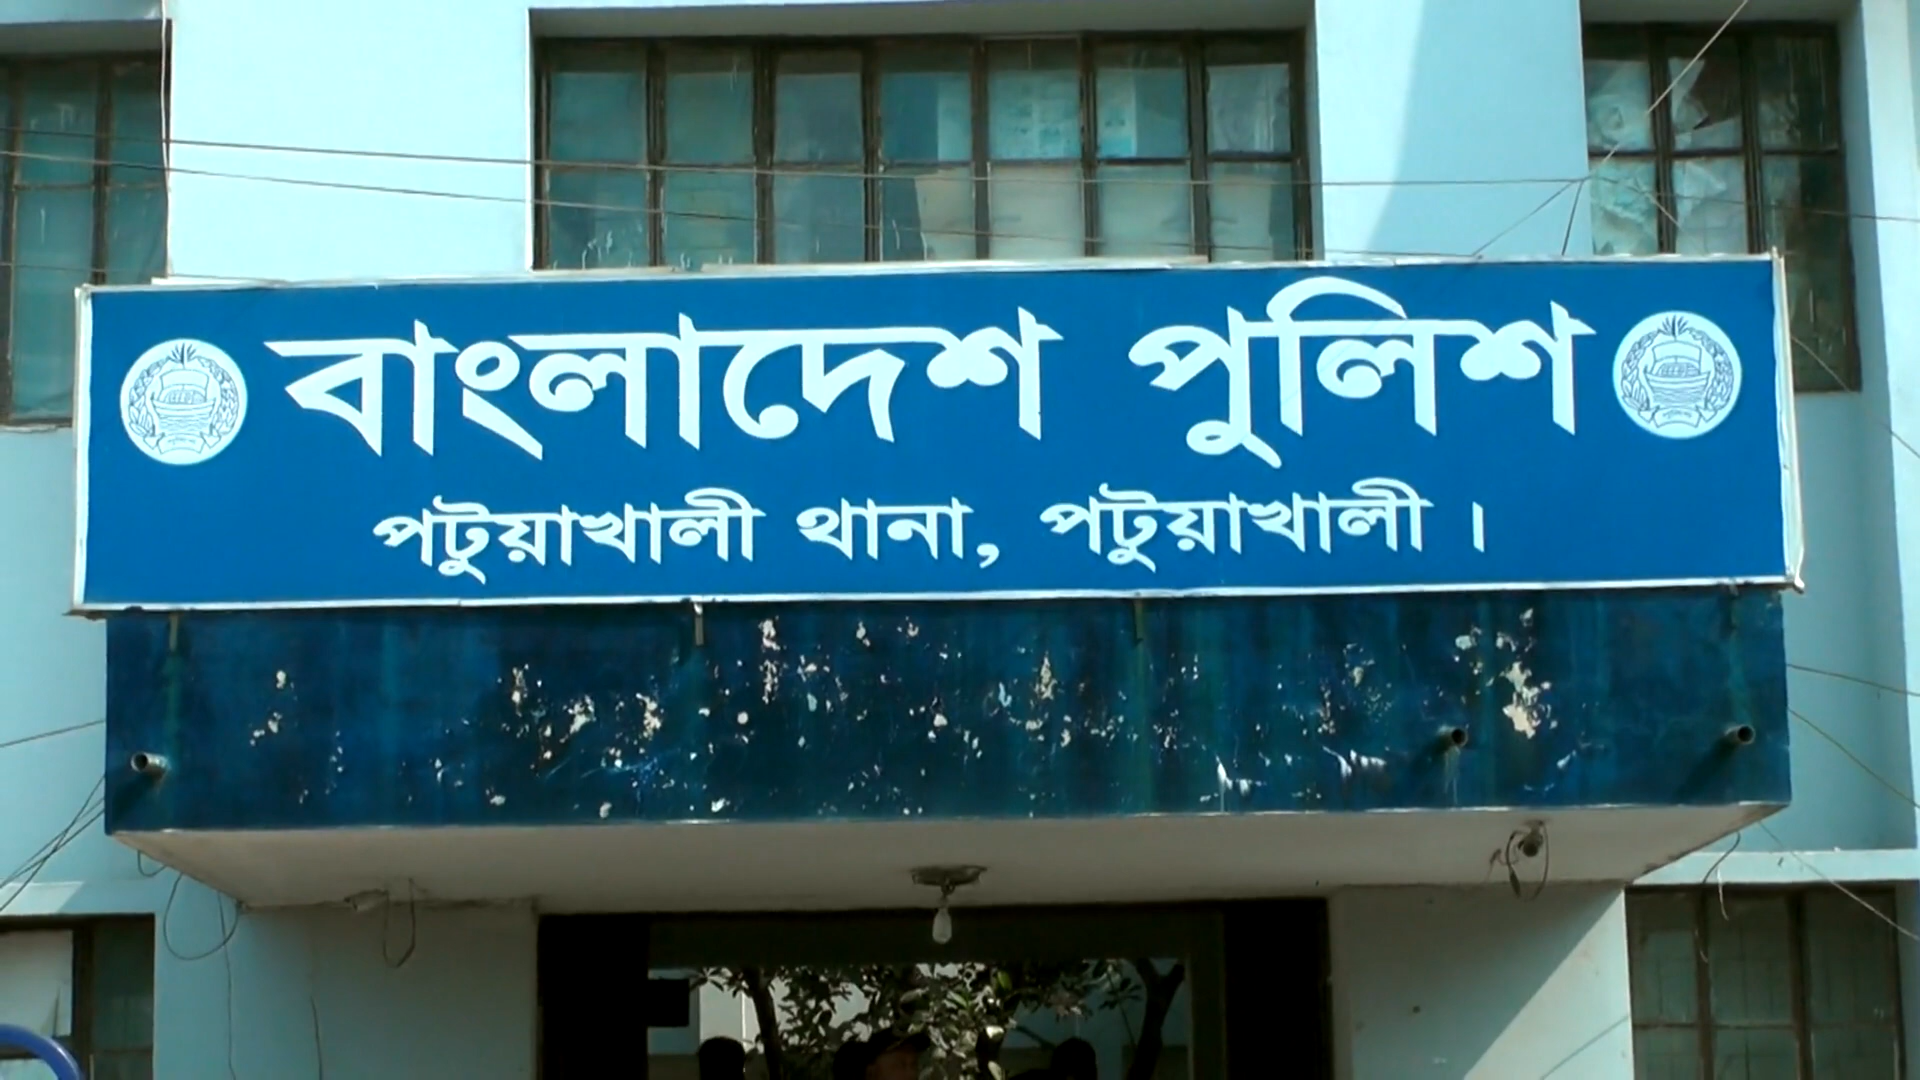 বাংলাদেশ পুলিশ
পটুয়াখালী থানা, পটুয়াখালী ।